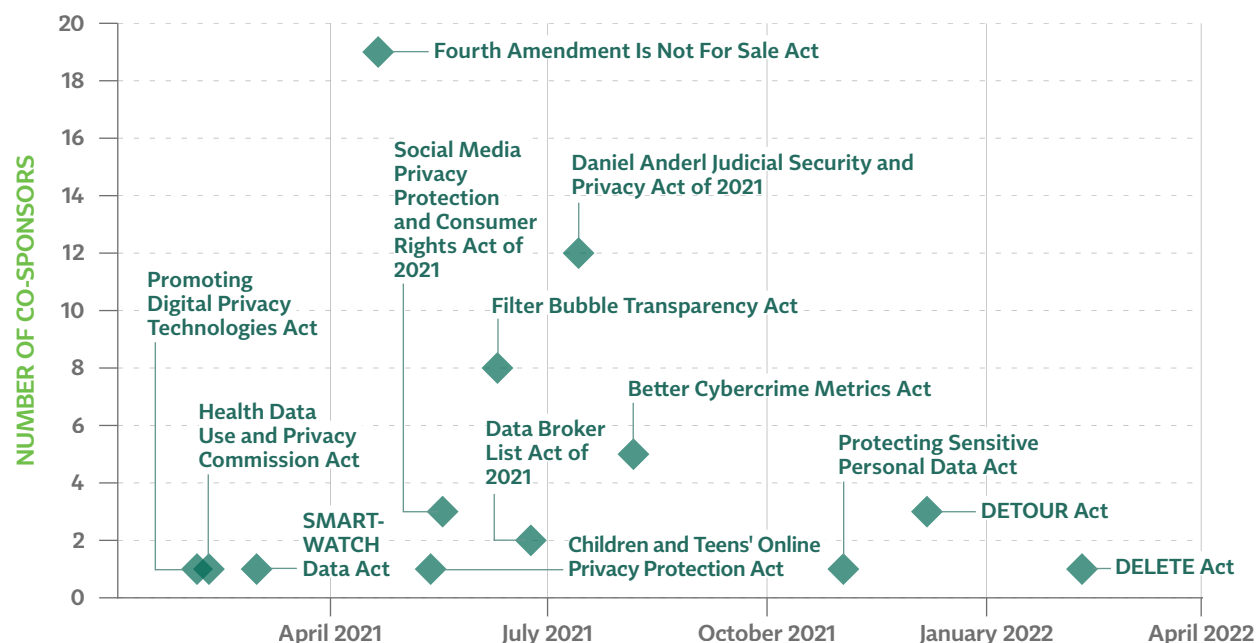 20
18
16
14
12
10
8
6
4
2
0
NUMBER OF CO-SPONSORS
Fourth Amendment Is Not For Sale Act
Social Media
Privacy
Protection
and Consumer
Rights Act of
2021
Daniel Anderl Judicial Security and
Privacy Act of 2021
Promoting
Digital Privacy
Technologies Act
Filter Bubble Transparency Act
Better Cybercrime Metrics Act
Health Data
Use and Privacy
Commission Act
Data Broker
List Act of
2021
Protecting Sensitive
Personal Data Act
SMART-
WATCH
Data Act
DETOUR Act
Children and Teens' Online
Privacy Protection Act
DELETE Act
April 2021
July 2021
October 2021
January 2022
April 2022